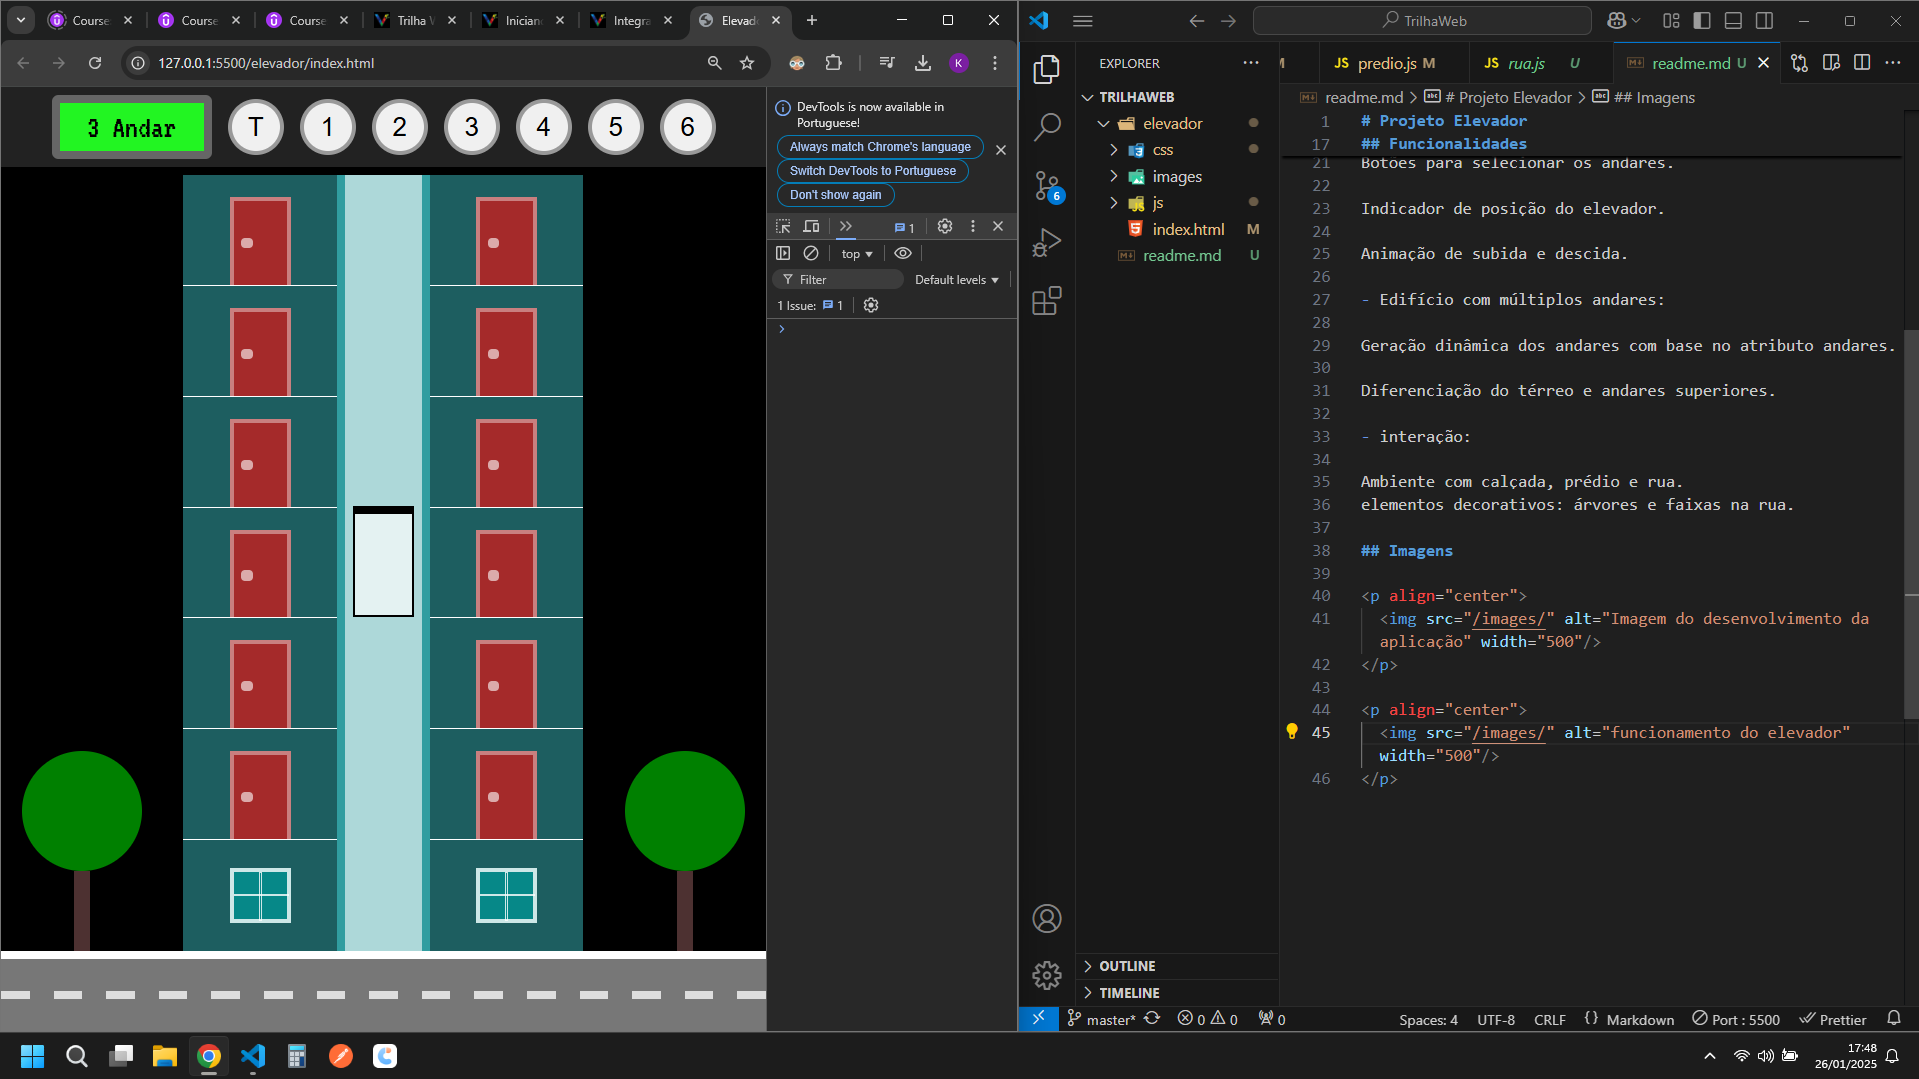 Course
Course
Course
Trilha W
Inician
Integra
Elevado
127.0.0.1:5500/elevador/index.html
K
3 Andar
T
1
2
3
4
5
6
DevTools is now available in
Portuguese!
Always match Chrome's language
Switch DevTools to Portuguese
Don't show again
1
top
Filter
Default levels
1 Issue:
1
TrilhaWeb
EXPLORER
TRILHAWEB
elevador
css
images
js
index.html M
readme.md U
6
M
JS predio.js M
JS rua.js U
readme.md U
readme.md > # Projeto Elevador > ## Imagens
1 # Projeto Elevador
17 ## Funcionalidades
21 Botões para selecionar os andares.
22
23 Indicador de posição do elevador.
24
25 Animação de subida e descida.
26
27 - Edifício com múltiplos andares:
28
29 Geração dinâmica dos andares com base no atributo andares.
30
31 Diferenciação do térreo e andares superiores.
32
33 - interação:
34
35 Ambiente com calçada, prédio e rua.
36 elementos decorativos: árvores e faixas na rua.
37
38 ## Imagens
39
40 <p align="center">
41 <img src="/images/" alt="Imagem do desenvolvimento da
aplicação" width="500"/>
42 </p>
43
44 <p align="center">
45 <img src="/images/" alt="funcionamento do elevador"
width="500"/>
46 </p>
OUTLINE
TIMELINE
master*
0
0
0
Spaces: 4
UTF-8
CRLF
{} Markdown
Port : 5500
Prettier
17:48
26/01/2025